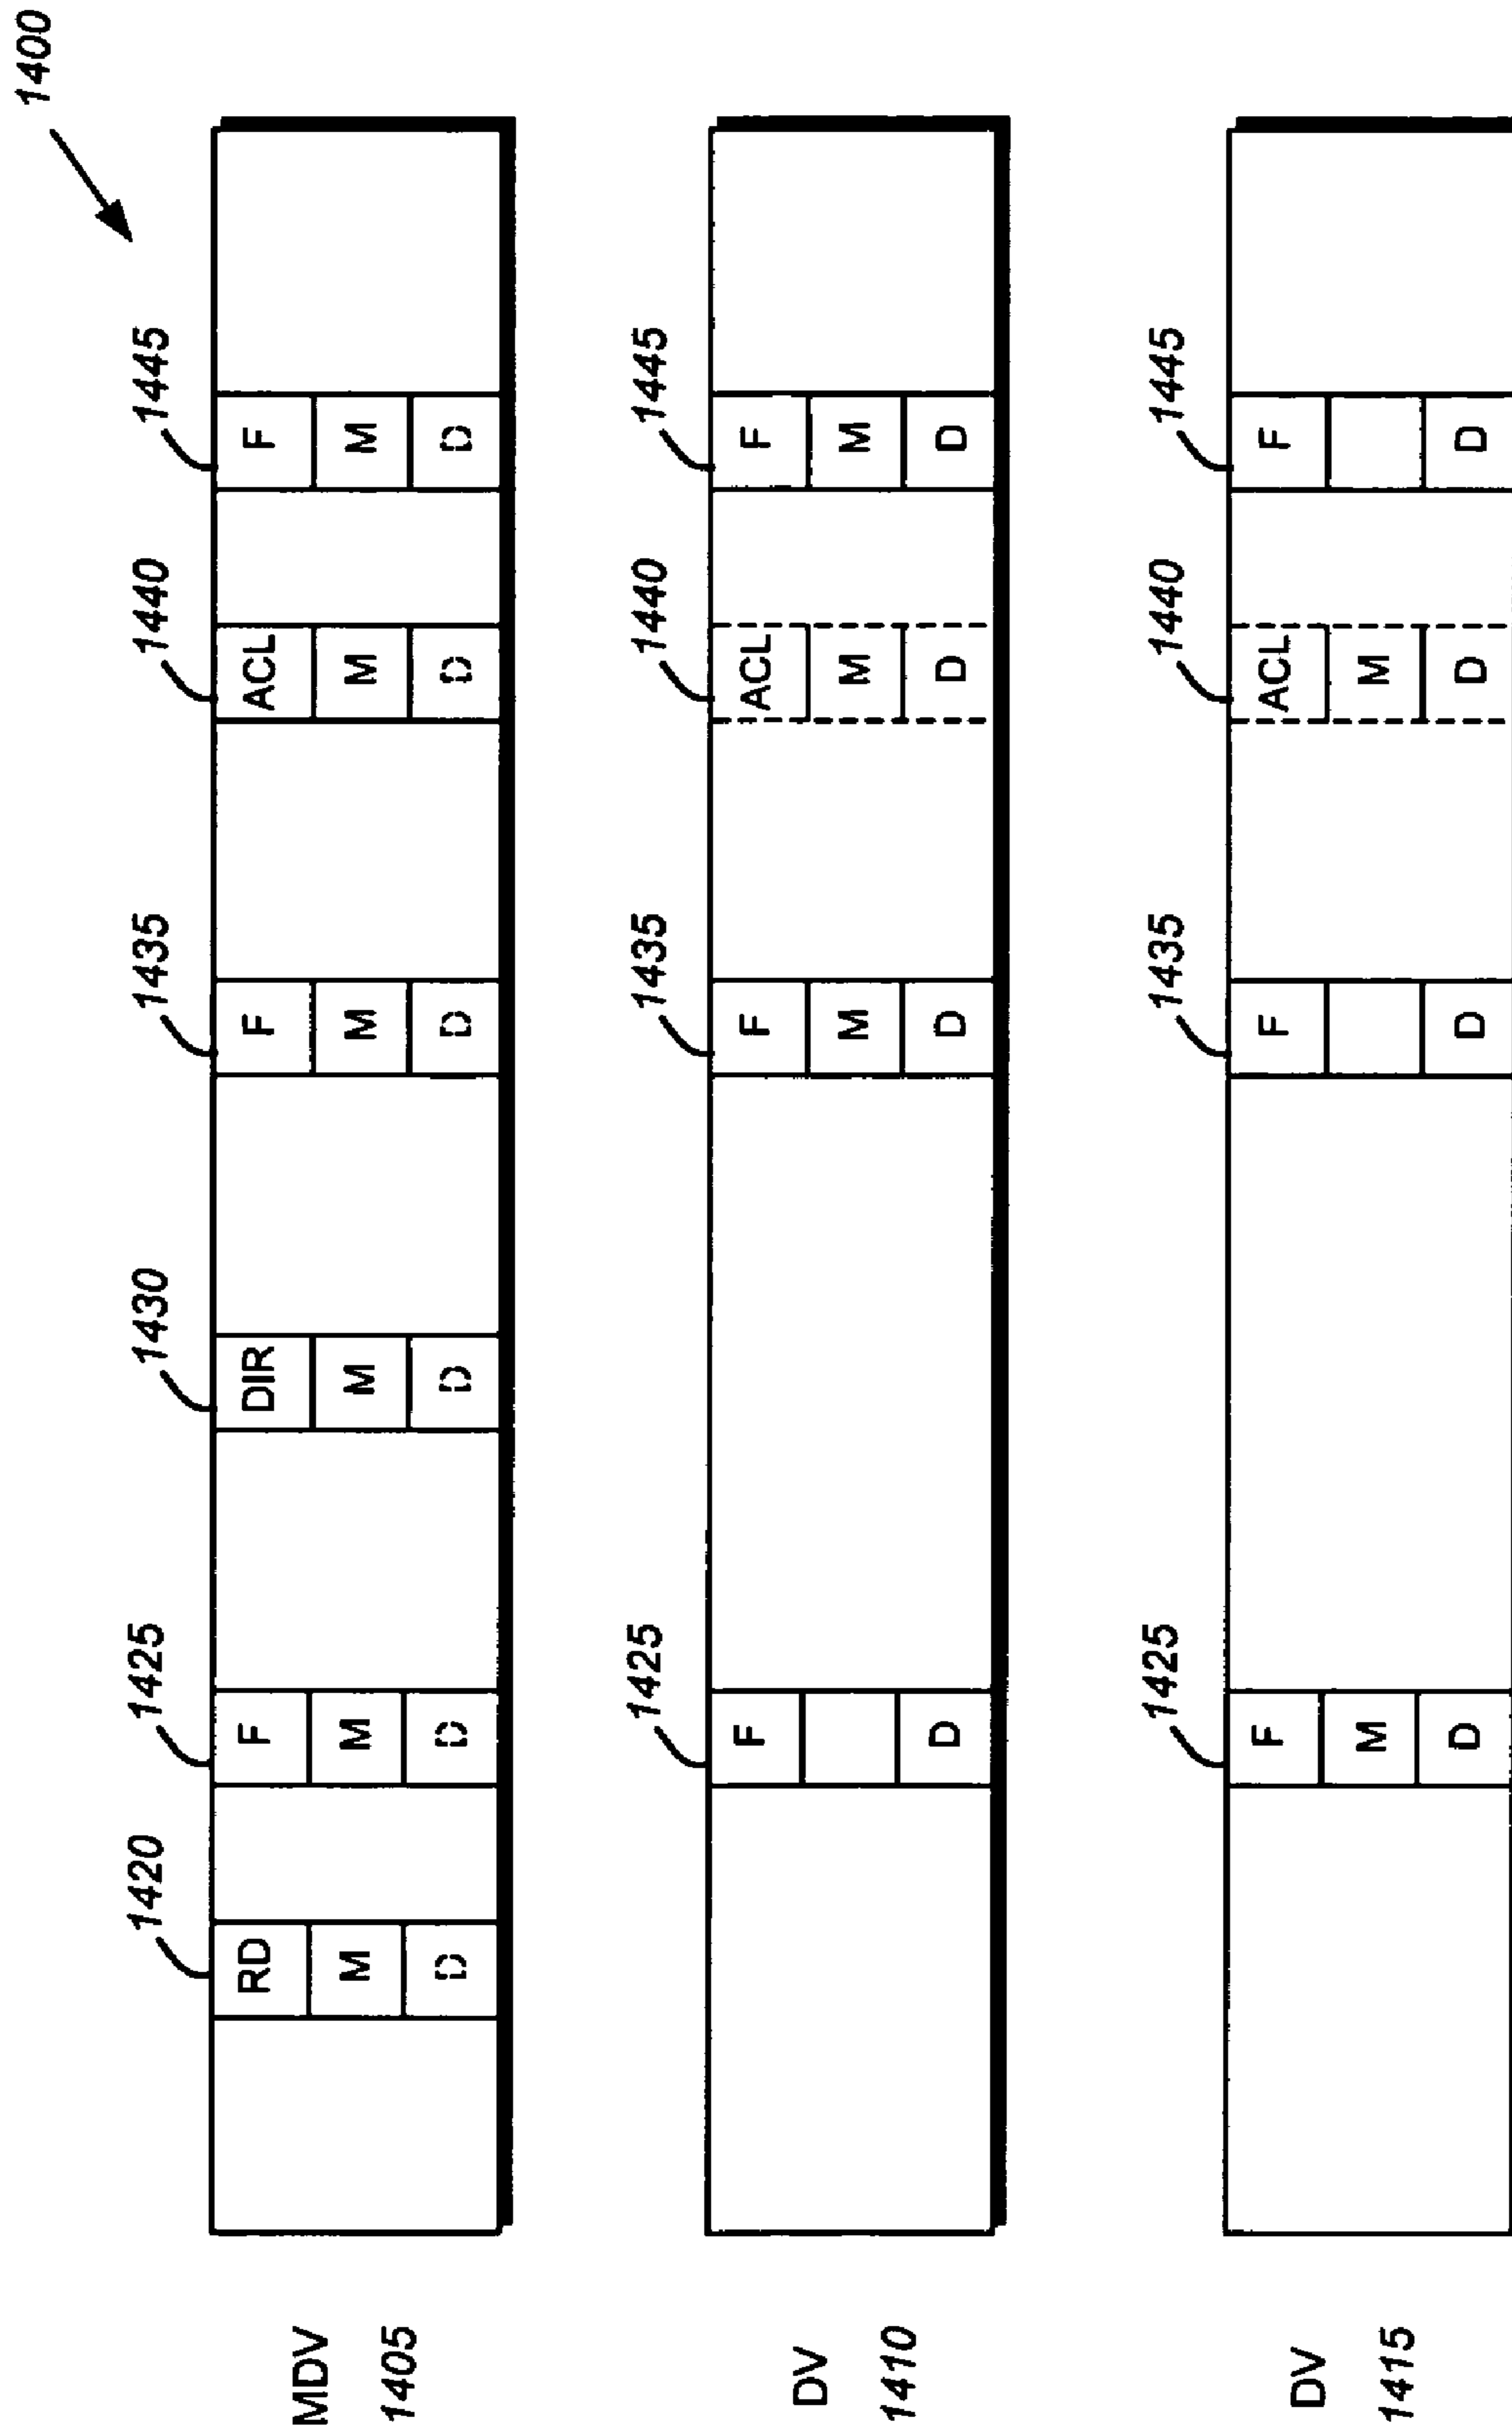 1400
1420 1425 1430 1435 1440 1445
RD F DIR F ACL F
MDV
M M M M M M
1405
D D D D D D
1425 1435 1440 1445
F F ACL F
DV
M M M
1410
D D D D
1425 1435 1440 1445
F F ACL F
DV
M M
1415
D D D D